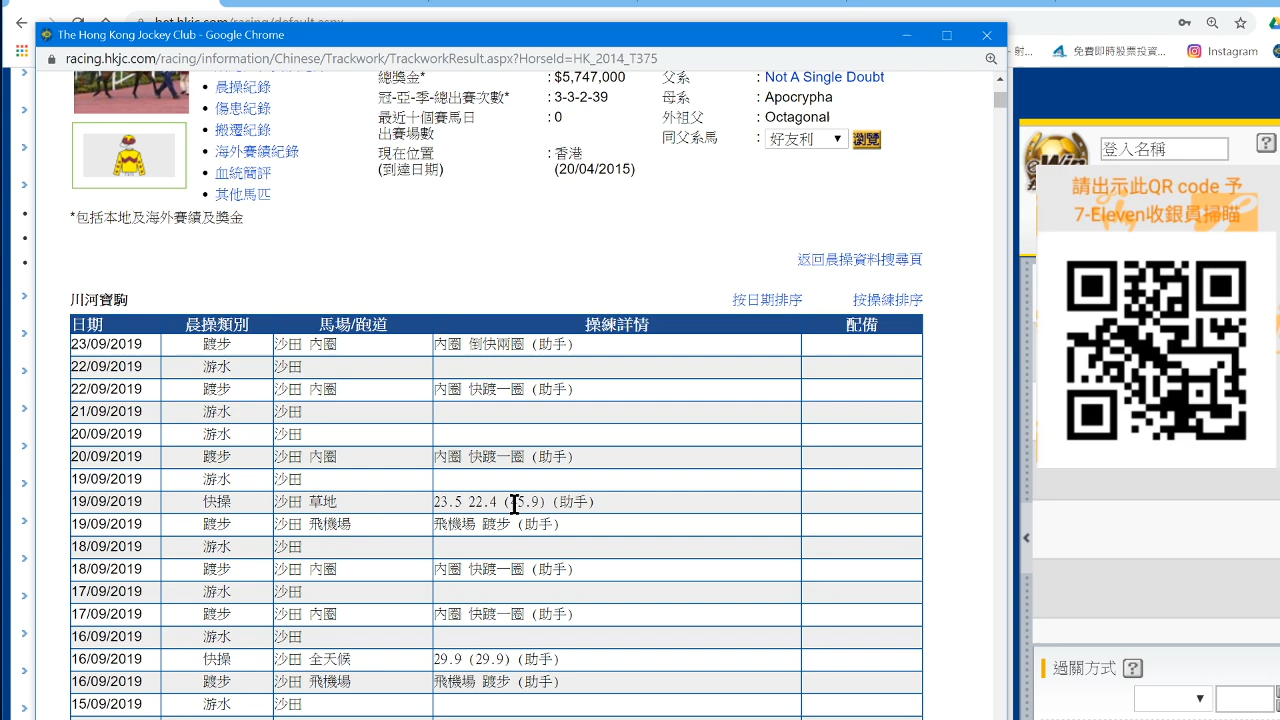 The Hong Kong Jockey Club - Google Chrome
racing.hkjc.com/racing/information/Chinese/Trackwork/TrackworkResult.aspx?HorseId=HK_2014_T375
免費即時股票投資...
Instagram
晨操紀錄
傷患紀錄
搬遷紀錄
海外賽績紀錄
血統簡評
其他馬匹
總獎金* : $5,747,000
冠-亞-季-總出賽次數* : 3-3-2-39
最近十個賽馬日 : 0
出賽場數
現在位置 : 香港
(到達日期) (20/04/2015)
父系 : Not A Single Doubt
母系 : Apocrypha
外祖父 : Octagonal
同父系馬 : 好友利 ▼ 瀏覽
*包括本地及海外賽績及獎金
返回晨操資料搜尋頁
川河寶駒 按日期排序 按操練排序
日期 晨操類別 馬場/跑道 操練詳情 配備
23/09/2019 踱步 沙田 內圈 內圈 倒快兩圈 (助手)
22/09/2019 游水 沙田
22/09/2019 踱步 沙田 內圈 內圈 快踱一圈 (助手)
21/09/2019 游水 沙田
20/09/2019 游水 沙田
20/09/2019 踱步 沙田 內圈 內圈 快踱一圈 (助手)
19/09/2019 游水 沙田
19/09/2019 快操 沙田 草地 23.5 22.4 (45.9) (助手)
19/09/2019 踱步 沙田 飛機場 飛機場 踱步 (助手)
18/09/2019 游水 沙田
18/09/2019 踱步 沙田 內圈 內圈 快踱一圈 (助手)
17/09/2019 游水 沙田
17/09/2019 踱步 沙田 內圈 內圈 快踱一圈 (助手)
16/09/2019 游水 沙田
16/09/2019 快操 沙田 全天候 29.9 (29.9) (助手)
16/09/2019 踱步 沙田 飛機場 飛機場 踱步 (助手)
15/09/2019 游水 沙田
登入名稱
請出示此QR code 予
7-Eleven收銀員掃瞄
過關方式 ?